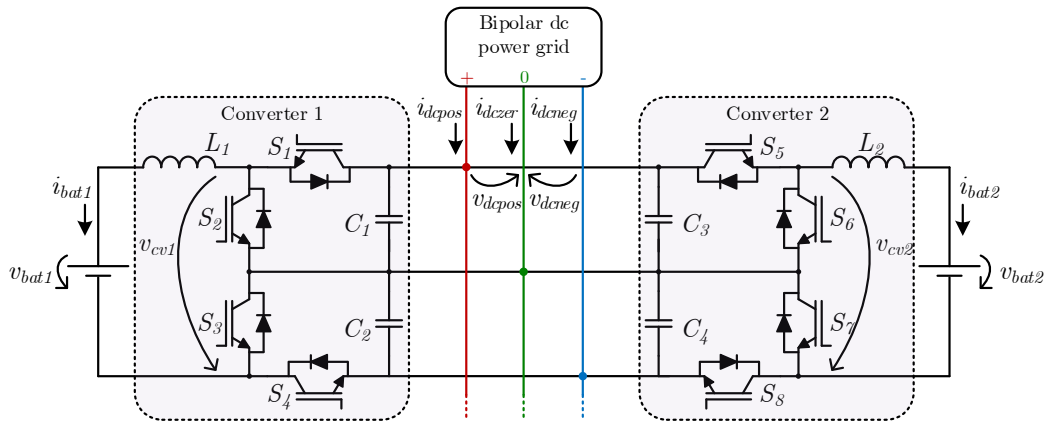 Bipolar dc
power grid
+ 0 -
Converter 1
i_dcpos i_dczer i_dcneg
Converter 2
L_1 S_1
S_5 L_2
i_bat1
v_dcpos v_dcneg
i_bat2
S_2 C_1 C_3 S_6
v_cv1 v_cv2
v_bat1 v_bat2
S_3 C_2 C_4 S_7
S_4 S_8